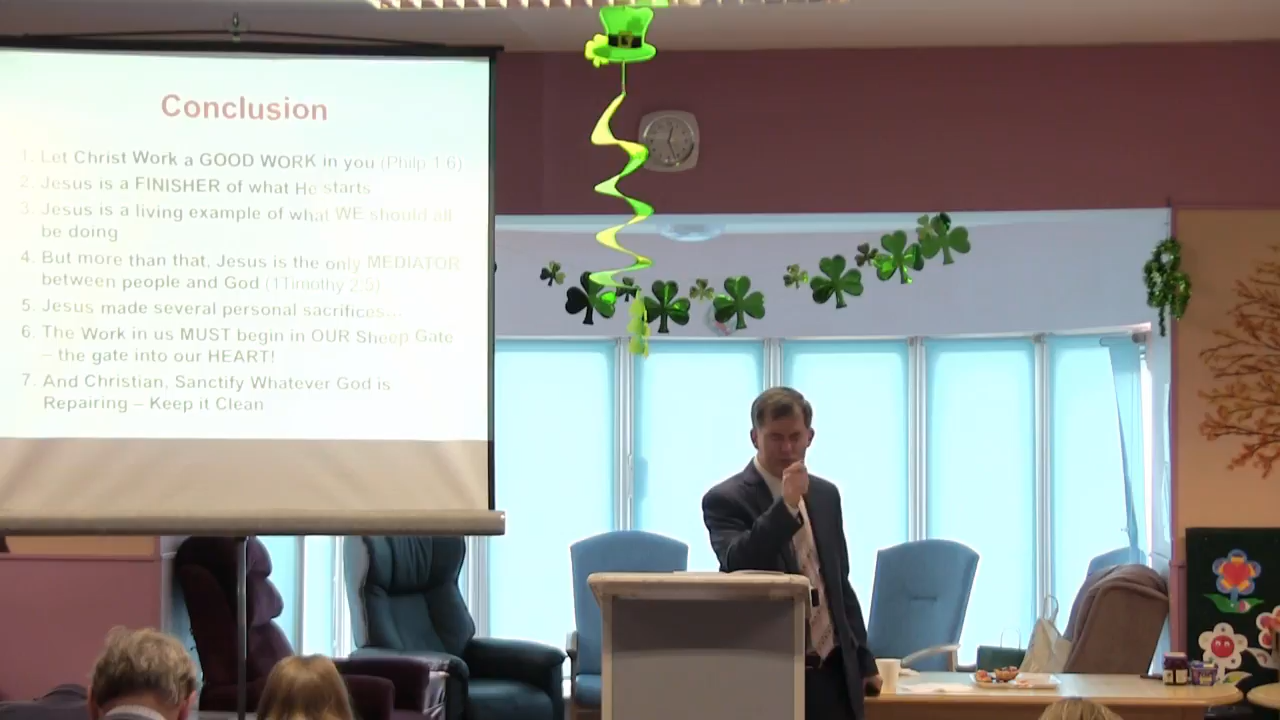 Conclusion
1. Let Christ Work a GOOD WORK in you (Philp 1:6)
2. Jesus is a FINISHER of what He starts
3. Jesus is a living example of what WE should all
be doing
4. But more than that, Jesus is the only MEDIATOR
between people and God (1Timothy 2:5)
5. Jesus made several personal sacrifices...
6. The Work in us MUST begin in OUR Sheep Gate
– the gate into our HEART!
7. And Christian, Sanctify Whatever God is
Repairing – Keep it Clean